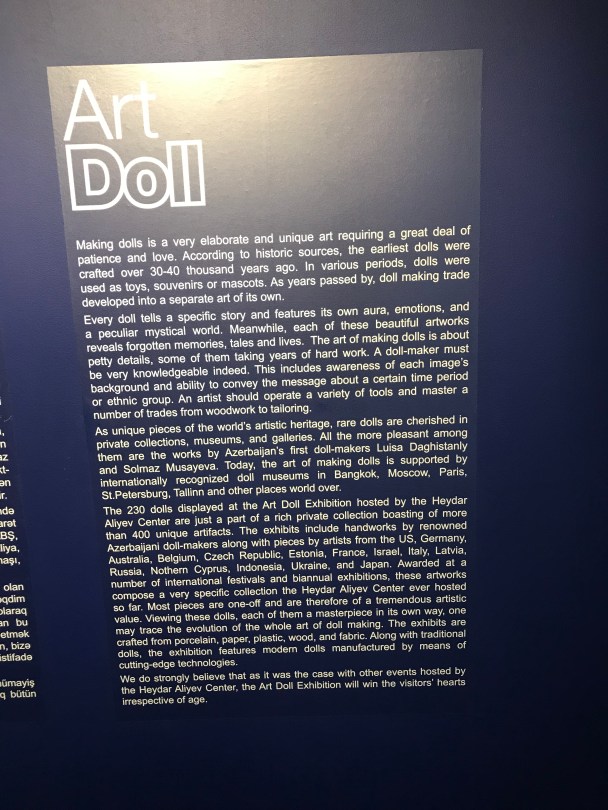 Art
Doll
Making dolls is a very elaborate and unique art requiring a great deal of
patience and love. According to historic sources, the earliest dolls were
crafted over 30-40 thousand years ago. In various periods, dolls were
used as toys, souvenirs or mascots. As years passed by, doll making trade
developed into a separate art of its own.
Every doll tells a specific story and features its own aura, emotions, and
a peculiar mystical world. Meanwhile, each of these beautiful artworks
reveals forgotten memories, tales and lives. The art of making dolls is about
petty details, some of them taking years of hard work. A doll-maker must
be very knowledgeable indeed. This includes awareness of each image's
background and ability to convey the message about a certain time period
or ethnic group. An artist should operate a variety of tools and master a
number of trades from woodwork to tailoring.
As unique pieces of the world's artistic heritage, rare dolls are cherished in
private collections, museums, and galleries. All the more pleasant among
them are the works by Azerbaijan's first doll-makers Luisa Daghistanly
and Solmaz Musayeva. Today, the art of making dolls is supported by
internationally recognized doll museums in Bangkok, Moscow, Paris,
St.Petersburg, Tallinn and other places world over.
The 230 dolls displayed at the Art Doll Exhibition hosted by the Heydar
Aliyev Center are just a part of a rich private collection boasting of more
than 400 unique artifacts. The exhibits include handworks by renowned
Azerbaijani doll-makers along with pieces by artists from the US, Germany,
Australia, Belgium, Czech Republic, Estonia, France, Israel, Italy, Latvia,
Russia, Nothern Cyprus, Indonesia, Ukraine, and Japan. Awarded at a
number of international festivals and biannual exhibitions, these artworks
compose a very specific collection the Heydar Aliyev Center ever hosted
so far. Most pieces are one-off and are therefore of a tremendous artistic
value. Viewing these dolls, each of them a masterpiece in its own way, one
may trace the evolution of the whole art of doll making. The exhibits are
crafted from porcelain, paper, plastic, wood, and fabric. Along with traditional
dolls, the exhibition features modern dolls manufactured by means of
cutting-edge technologies.
We do strongly believe that as it was the case with other events hosted by
the Heydar Aliyev Center, the Art Doll Exhibition will win the visitors' hearts
irrespective of age.
olan
bu
etmək
bizə
bütün